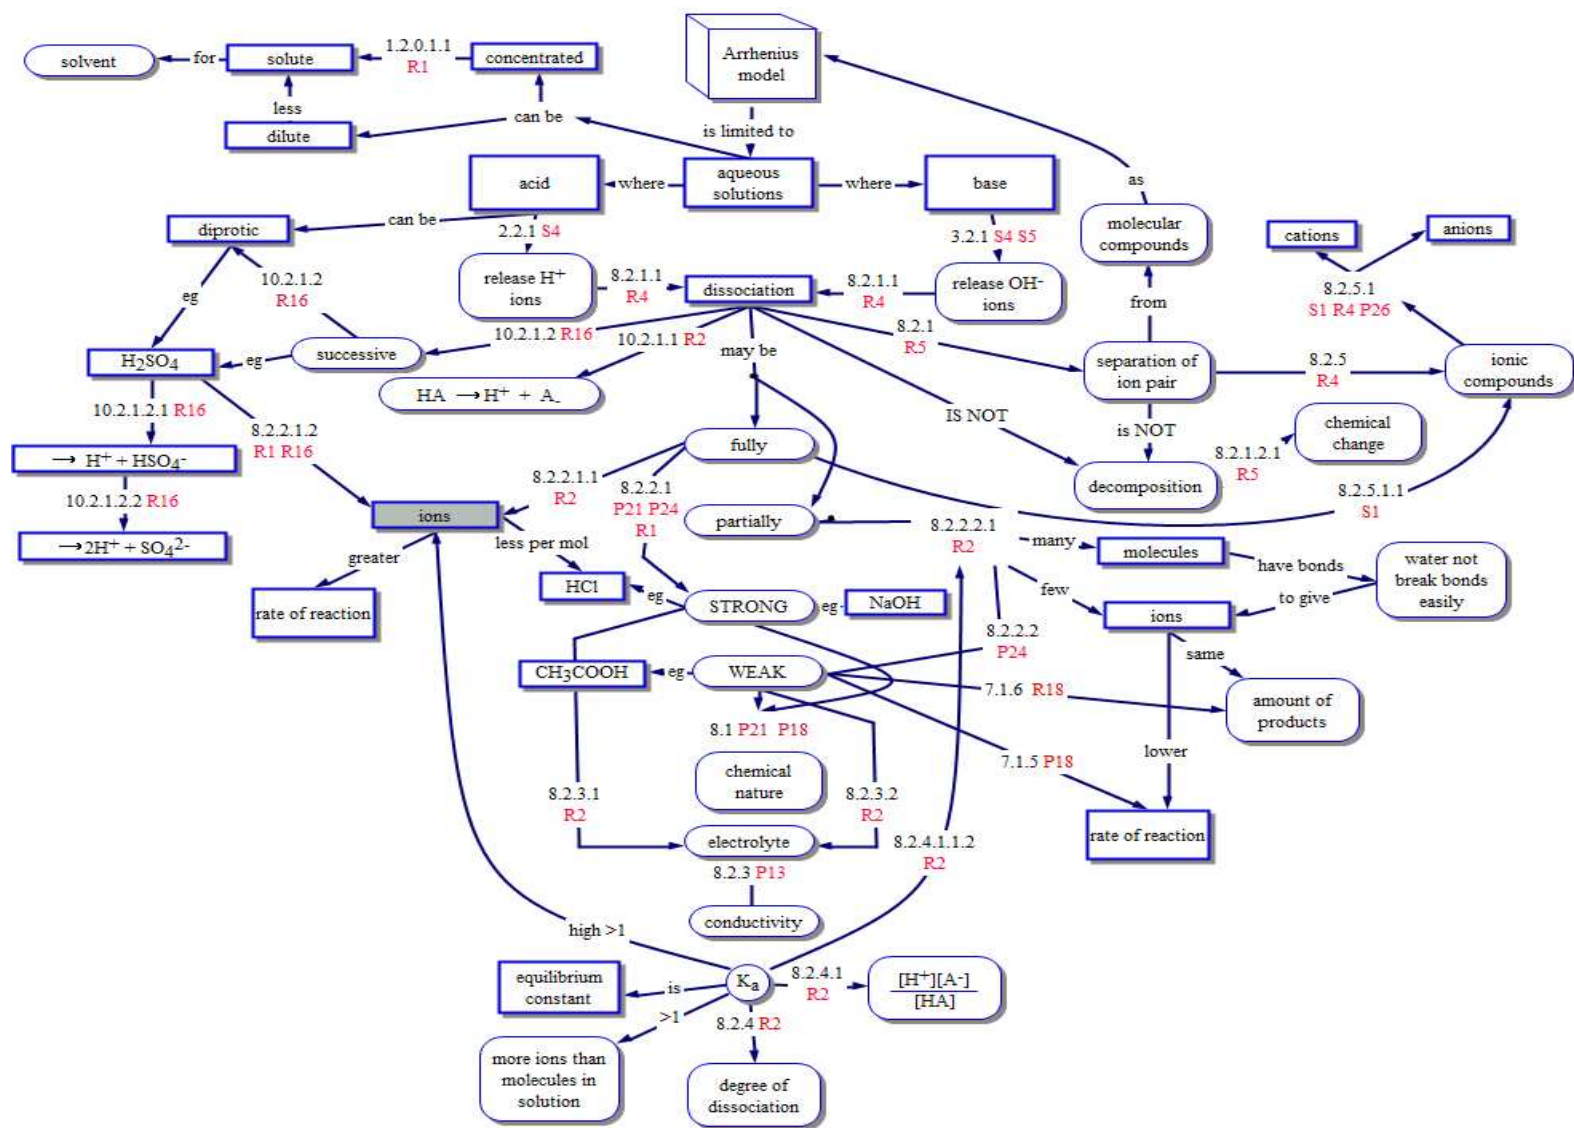 solvent
for
solute
1.2.0.1.1
R1
concentrated
Arrhenius
model
less
can be
is limited to
dilute
acid
where
aqueous
solutions
where
base
as
diprotic
can be
2.2.1 S4
3.2.1 S4 S5
molecular
compounds
cations
anions
10.2.1.2
R16
eg
release H+
ions
8.2.1.1
R4
dissociation
8.2.1.1
R4
release OH-
ions
from
8.2.5.1
S1 R4 P26
H2SO4
eg
successive
10.2.1.2 R16
10.2.1.1 R2
may be
8.2.1
R5
separation of
ion pair
8.2.5
R4
ionic
compounds
HA → H+ + A-
10.2.1.2.1 R16
8.2.2.1.2
R1 R16
IS NOT
is NOT
chemical
change
→ H+ + HSO4-
fully
8.2.1.2.1
R5
decomposition
8.2.2.1.1
R2
8.2.2.1
P21 P24
R1
8.2.5.1.1
S1
10.2.1.2.2 R16
ions
partially
8.2.2.2.1
R2
→2H+ + SO42-
less per mol
many
molecules
have bonds
water not
break bonds
easily
greater
HCl
eg
STRONG
eg
NaOH
few
ions
to give
rate of reaction
8.2.2.2
P24
same
CH3COOH
eg
WEAK
7.1.6 R18
amount of
products
8.1 P21 P18
lower
7.1.5 P18
chemical
nature
8.2.3.1
R2
8.2.3.2
R2
electrolyte
8.2.4.1.1.2
R2
rate of reaction
8.2.3 P13
conductivity
high >1
equilibrium
constant
is
Ka
8.2.4.1
R2
[H+][A-]
[HA]
>1
8.2.4 R2
more ions than
molecules in
solution
degree of
dissociation